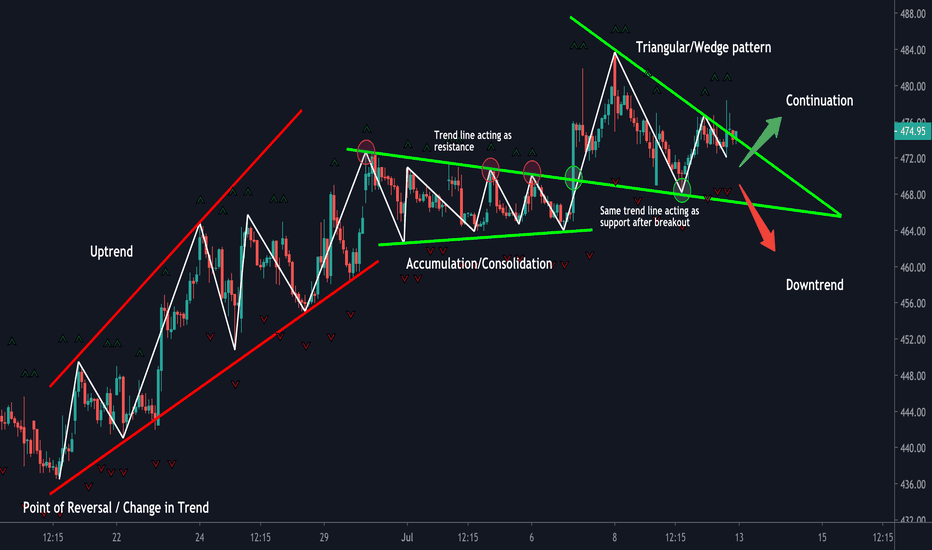 488.00
484.00
Triangular/Wedge pattern
480.00
Continuation
476.00
474.95
Trend line acting as
resistance
472.00
468.00
Same trend line acting as
support after breakout
464.00
Uptrend
Accumulation/Consolidation
460.00
Downtrend
456.00
452.00
448.00
444.00
440.00
436.00
Point of Reversal / Change in Trend
432.00
12:15 22 24 12:15 29 Jul 12:15 6 8 12:15 13 15 12:15